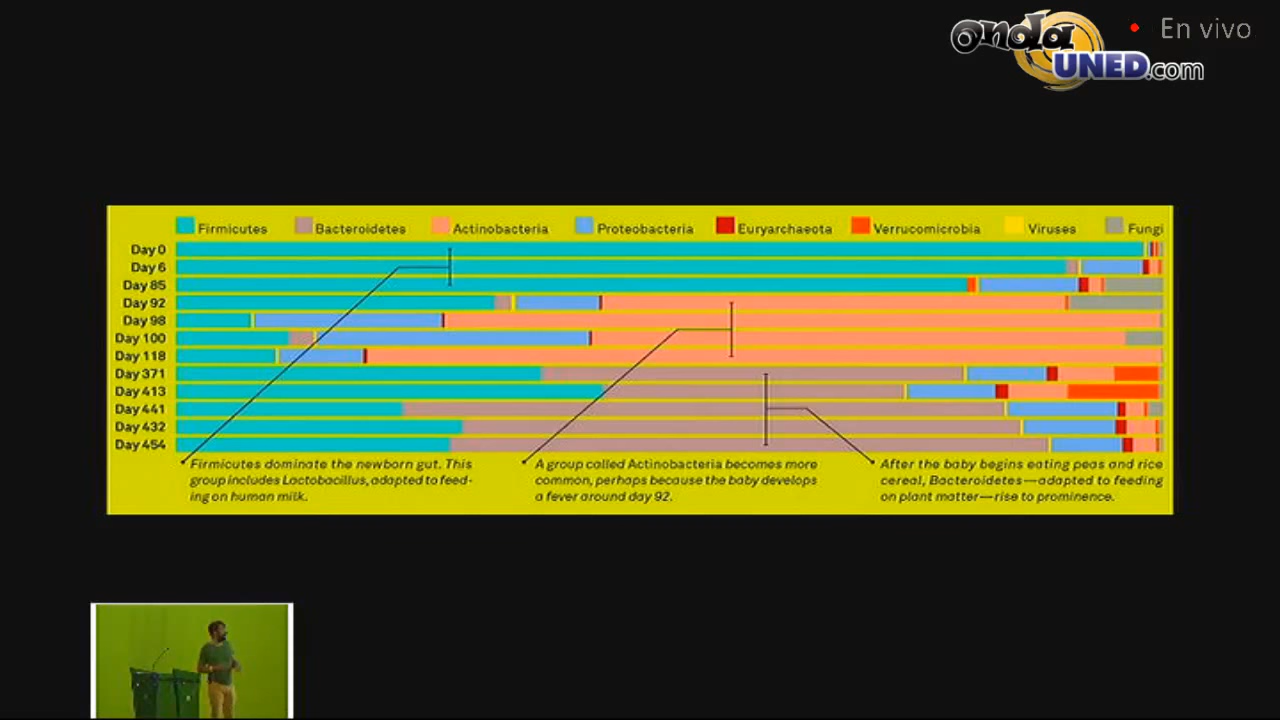 onda
UNED.com
• En vivo
Firmicutes Bacteroidetes Actinobacteria Proteobacteria Euryarchaeota Verrucomicrobia Viruses Fungi
Day 0
Day 6
Day 85
Day 92
Day 98
Day 100
Day 118
Day 371
Day 413
Day 441
Day 432
Day 454
Firmicutes dominate the newborn gut. This
group includes Lactobacillus, adapted to feed-
ing on human milk.
A group called Actinobacteria becomes more
common, perhaps because the baby develops
a fever around day 92.
After the baby begins eating peas and rice
cereal, Bacteroidetes—adapted to feeding
on plant matter—rise to prominence.